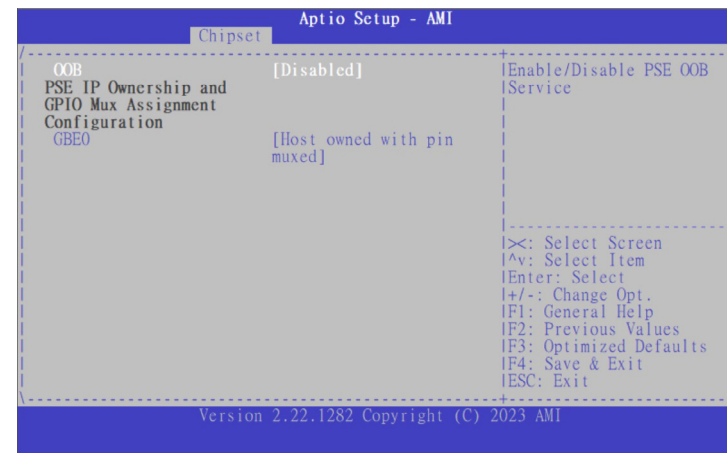 Aptio Setup - AMI
Chipset
OOB [Disabled] Enable/Disable PSE OOB
PSE IP Ownership and Service
GPIO Mux Assignment
Configuration
GBE0 [Host owned with pin
muxed]
><: Select Screen
^v: Select Item
Enter: Select
+/-: Change Opt.
F1: General Help
F2: Previous Values
F3: Optimized Defaults
F4: Save & Exit
ESC: Exit
Version 2.22.1282 Copyright (C) 2023 AMI